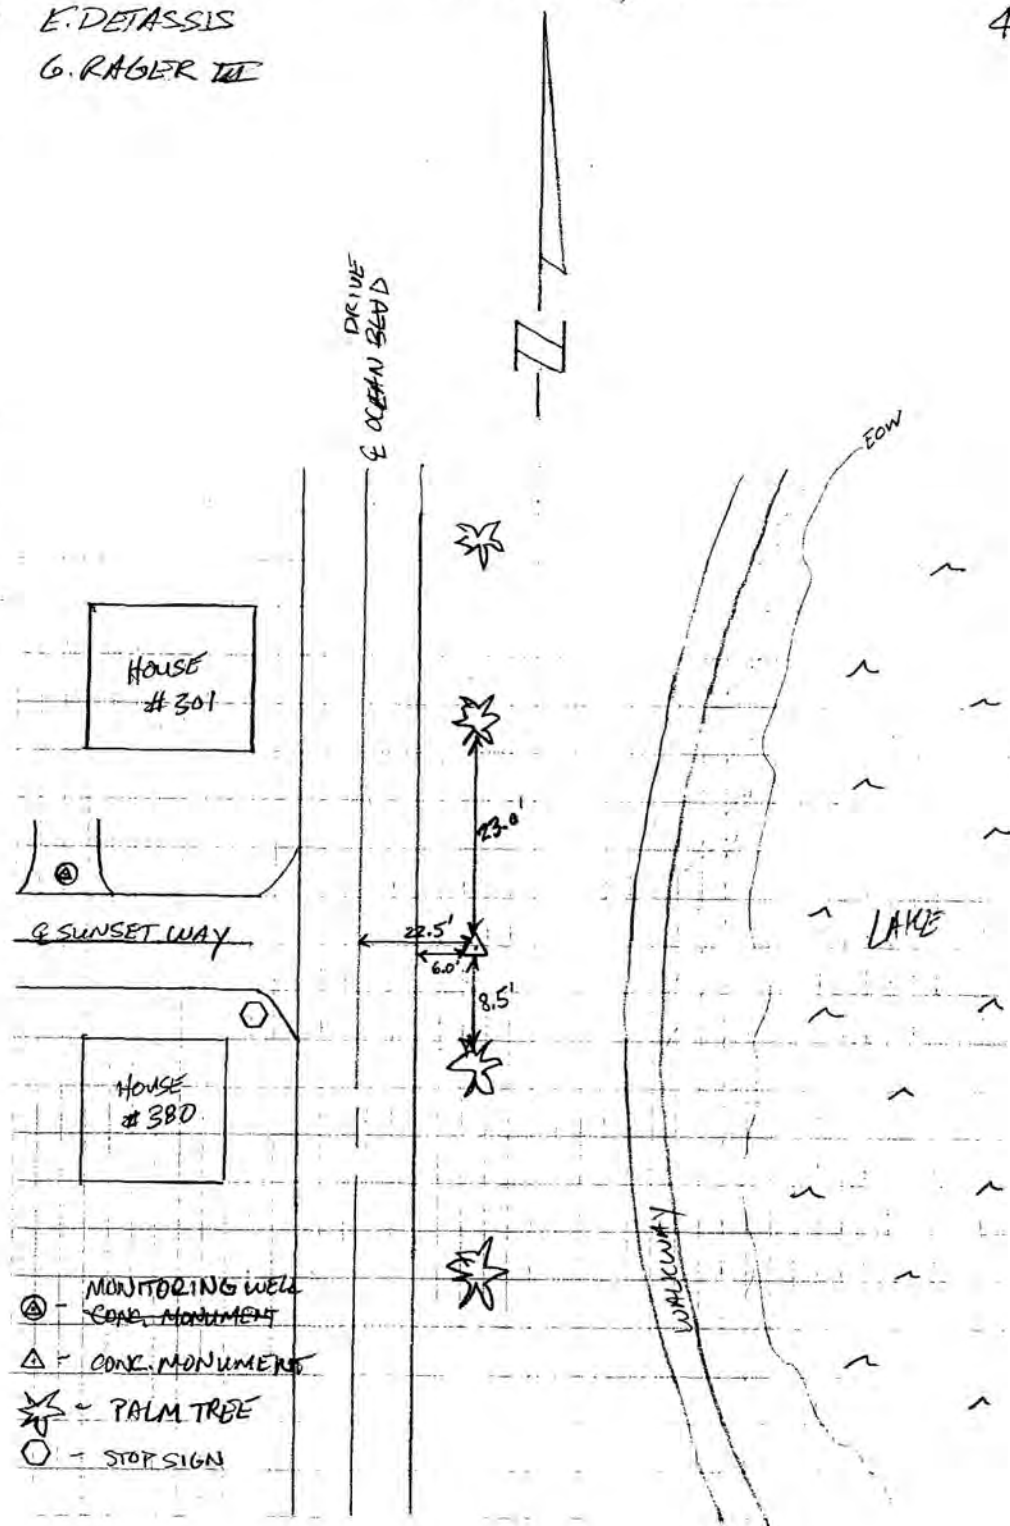 E. DETASSIS
G. RAGER III
4
DRIVE
℄ OCEAN BLVD
N
EOW
HOUSE
#301
23.0'
℄ SUNSET WAY
22.5'
6.0'
LAKE
8.5'
HOUSE
#380
WALKWAY
MONITORING WELL
- CONC. MONUMENT
- CONC. MONUMENT
- PALM TREE
- STOP SIGN